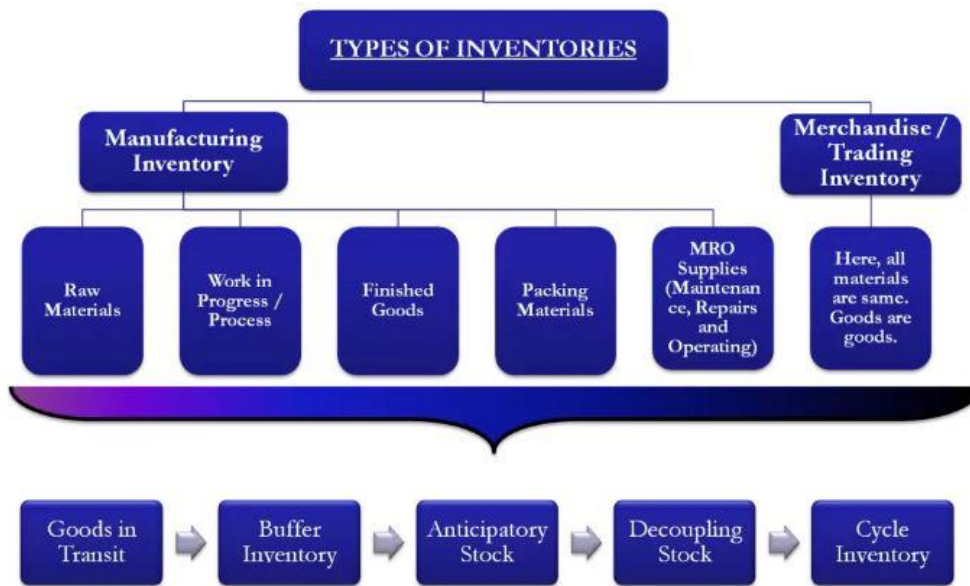 TYPES OF INVENTORIES
Manufacturing
Inventory
Merchandise /
Trading
Inventory
Raw
Materials
Work in
Progress /
Process
Finished
Goods
Packing
Materials
MRO
Supplies
(Maintenan
ce, Repairs
and
Operating)
Here, all
materials
are same.
Goods are
goods.
Goods in
Transit
Buffer
Inventory
Anticipatory
Stock
Decoupling
Stock
Cycle
Inventory